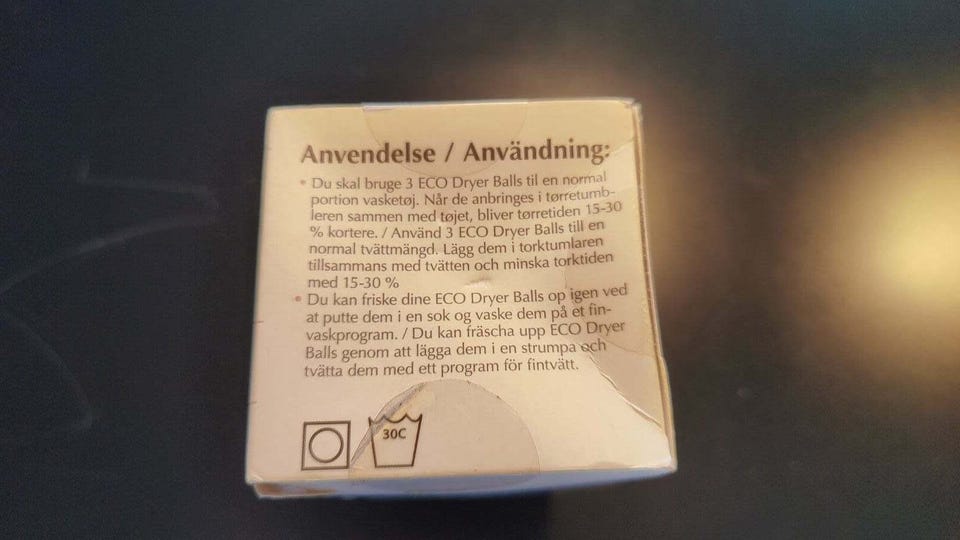 Anvendelse / Användning:
• Du skal bruge 3 ECO Dryer Balls til en normal
portion vasketøj. Når de anbringes i tørretumb-
leren sammen med tøjet, bliver tørretiden 15-30
% kortere. / Använd 3 ECO Dryer Balls till en
normal tvättmängd. Lägg dem i torktumlaren
tillsammans med tvätten och minska torktiden
med 15-30 %
• Du kan friske dine ECO Dryer Balls op igen ved
at putte dem i en sok og vaske dem på et fin-
vaskprogram. / Du kan fräscha upp ECO Dryer
Balls genom att lägga dem i en strumpa och
tvätta dem med ett program för fintvätt.
30C